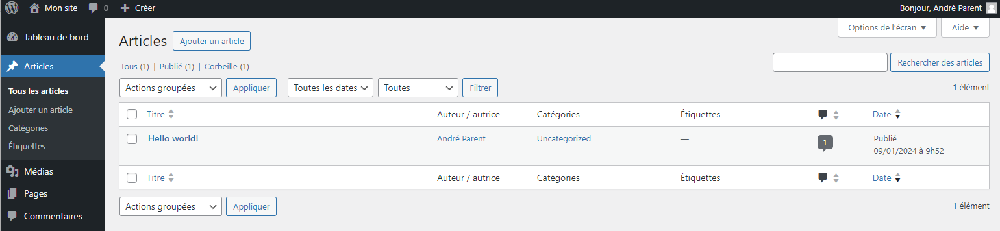 Mon site 0 Créer Bonjour, André Parent
Tableau de bord
Articles
Tous les articles
Ajouter un article
Catégories
Étiquettes
Médias
Pages
Commentaires
Options de l’écran Aide
Articles Ajouter un article
Tous (1) | Publié (1) | Corbeille (1)
Rechercher des articles
Actions groupées Appliquer Toutes les dates Toutes Filtrer
1 élément
Titre Auteur / autrice Catégories Étiquettes Date
Hello world! André Parent Uncategorized — 1 Publié
09/01/2024 à 9h52
Titre Auteur / autrice Catégories Étiquettes Date
Actions groupées Appliquer 1 élément